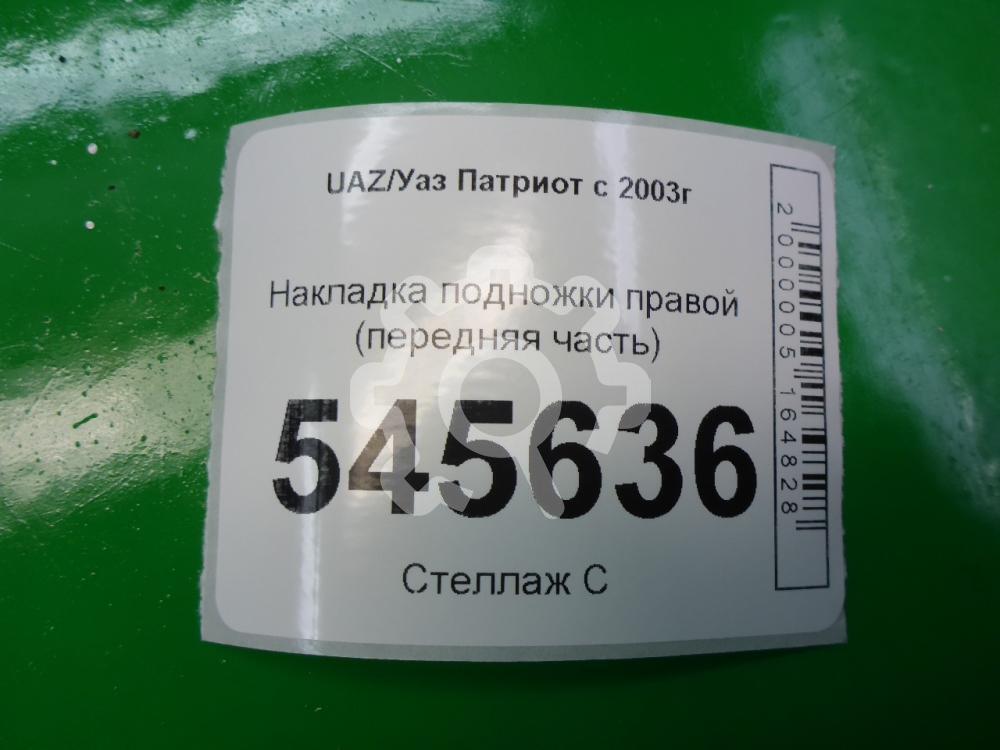 UAZ/Уаз Патриот с 2003г
Накладка подножки правой
(передняя часть)
545636
Стеллаж С
2000005164828